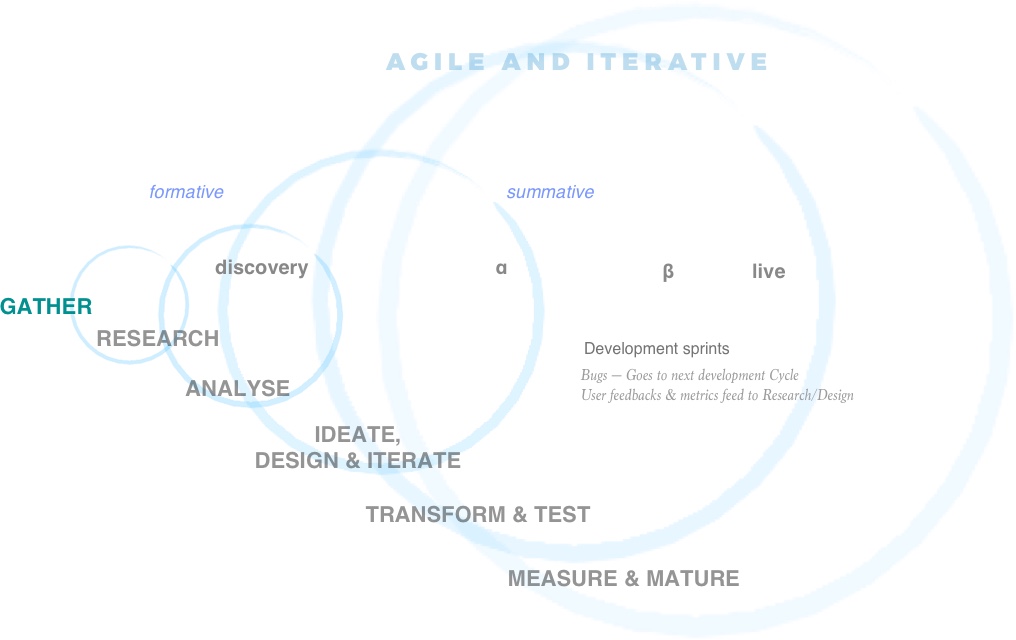 AGILE AND ITERATIVE
formative
summative
discovery
α
β
live
GATHER
RESEARCH
Development sprints
Bugs – Goes to next development Cycle
User feedbacks & metrics feed to Research/Design
ANALYSE
IDEATE,
DESIGN & ITERATE
TRANSFORM & TEST
MEASURE & MATURE